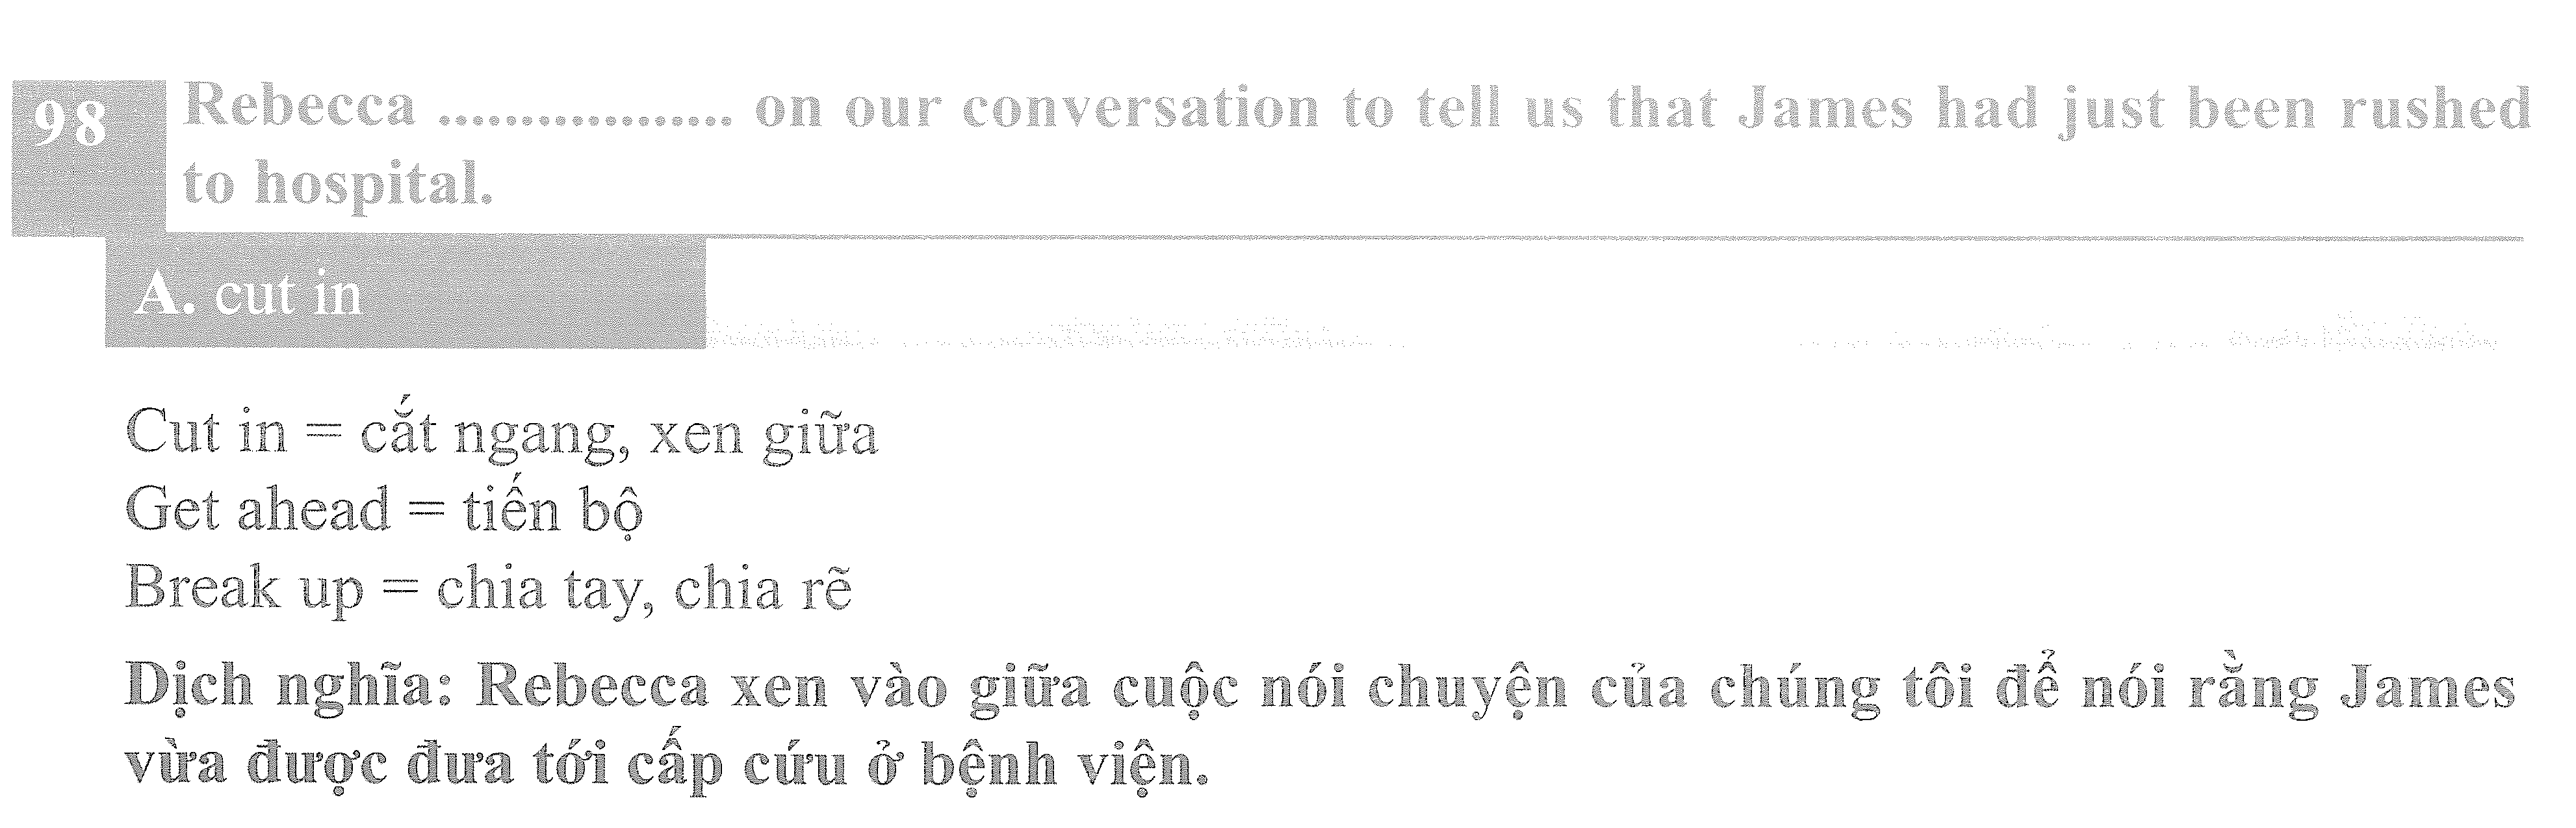 98
Rebecca .................. on our conversation to tell us that James had just been rushed
to hospital.
A. cut in
Cut in = cắt ngang, xen giữa
Get ahead = tiến bộ
Break up = chia tay, chia rẽ
Dịch nghĩa: Rebecca xen vào giữa cuộc nói chuyện của chúng tôi để nói rằng James
vừa được đưa tới cấp cứu ở bệnh viện.